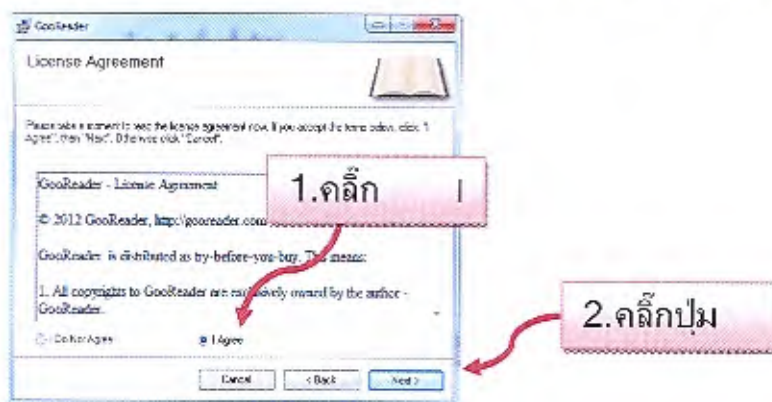 GooReader
License Agreement
Please take a moment to read the license agreement now. If you accept the terms below, click "I
Agree", then "Next". Otherwise click "Cancel".
GooReader - License Agreement
© 2012 GooReader, http://gooreader.com
GooReader is distributed as try-before-you-buy. This means:
1. All copyrights to GooReader are exclusively owned by the author -
GooReader.
Do Not Agree
I Agree
Cancel
< Back
Next >
1.คลิ๊ก I
2.คลิ๊กปุ่ม